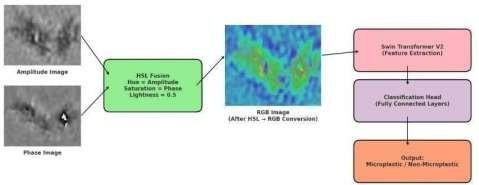 Amplitude Image
Phase Image
HSL Fusion
Hue = Amplitude
Saturation = Phase
Lightness = 0.5
RGB Image
(After HSL → RGB Conversion)
Swin Transformer V2
(Feature Extraction)
Classification Head
(Fully Connected Layers)
Output:
Microplastic / Non-Microplastic